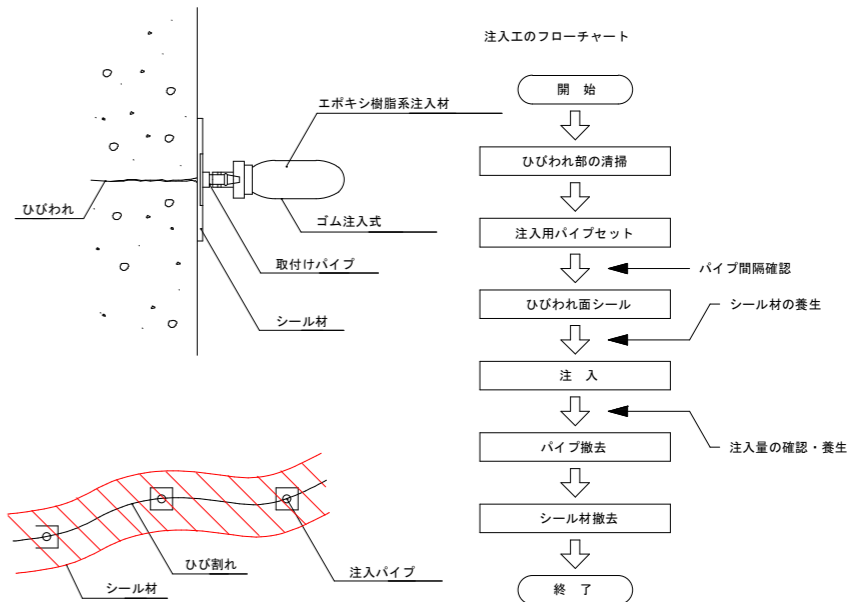 エポキシ樹脂系注入材
ひびわれ
ゴム注入式
取付けパイプ
シール材
シール材
ひび割れ
注入パイプ
注入工のフローチャート
開 始
ひびわれ部の清掃
注入用パイプセット
パイプ間隔確認
ひびわれ面シール
シール材の養生
注 入
注入量の確認・養生
パイプ撤去
シール材撤去
終 了